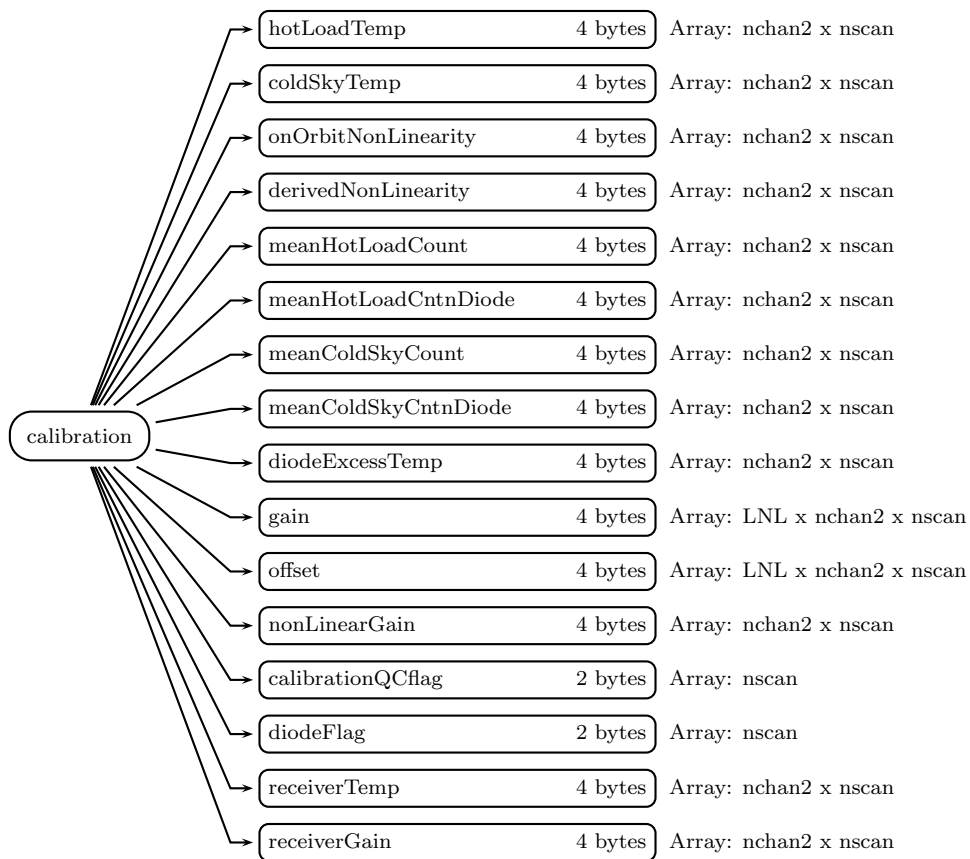 hotLoadTemp 4 bytes Array: nchan2 x nscan
coldSkyTemp 4 bytes Array: nchan2 x nscan
onOrbitNonLinearity 4 bytes Array: nchan2 x nscan
derivedNonLinearity 4 bytes Array: nchan2 x nscan
meanHotLoadCount 4 bytes Array: nchan2 x nscan
meanHotLoadCntnDiode 4 bytes Array: nchan2 x nscan
meanColdSkyCount 4 bytes Array: nchan2 x nscan
meanColdSkyCntnDiode 4 bytes Array: nchan2 x nscan
calibration
diodeExcessTemp 4 bytes Array: nchan2 x nscan
gain 4 bytes Array: LNL x nchan2 x nscan
offset 4 bytes Array: LNL x nchan2 x nscan
nonLinearGain 4 bytes Array: nchan2 x nscan
calibrationQCflag 2 bytes Array: nscan
diodeFlag 2 bytes Array: nscan
receiverTemp 4 bytes Array: nchan2 x nscan
receiverGain 4 bytes Array: nchan2 x nscan